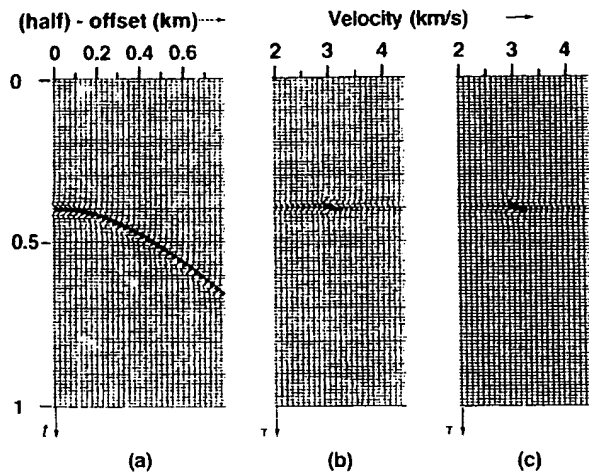 (half) - offset (km)
Velocity (km/s)
0 0.2 0.4 0.6
2 3 4
2 3 4
0
0.5
1
t
τ
τ
(a)
(b)
(c)